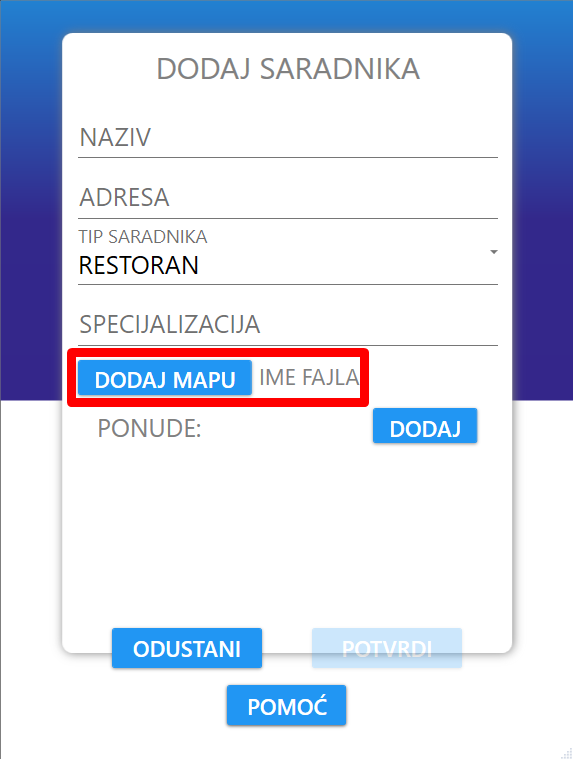 DODAJ SARADNIKA
NAZIV
ADRESA
TIP SARADNIKA
RESTORAN
SPECIJALIZACIJA
DODAJ MAPU IME FAJLA
PONUDE: DODAJ
ODUSTANI POTVRDI
POMOĆ